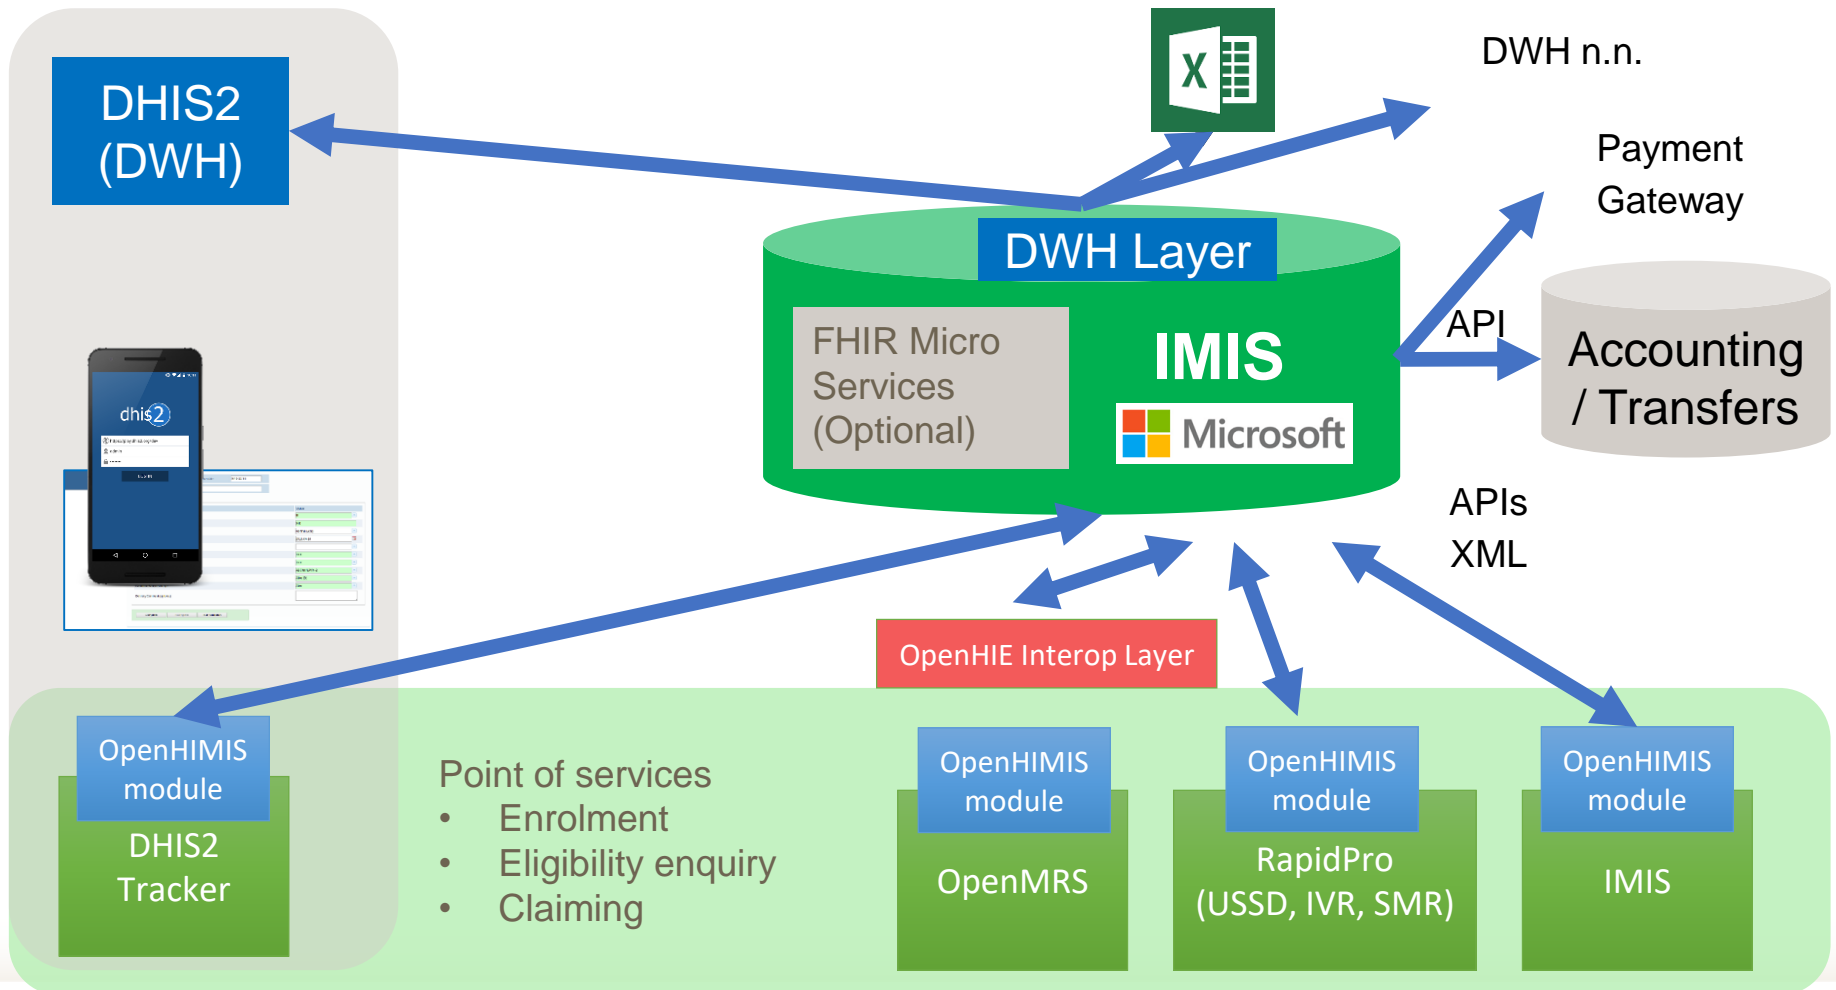 DHIS2
(DWH)
X
DWH n.n.
Payment
Gateway
DWH Layer
FHIR Micro
Services
(Optional)
IMIS
Microsoft
API
Accounting
/ Transfers
dhis2
APIs
XML
OpenHIE Interop Layer
OpenHIMIS
module
DHIS2
Tracker
Point of services
• Enrolment
• Eligibility enquiry
• Claiming
OpenHIMIS
module
OpenMRS
OpenHIMIS
module
RapidPro
(USSD, IVR, SMR)
OpenHIMIS
module
IMIS